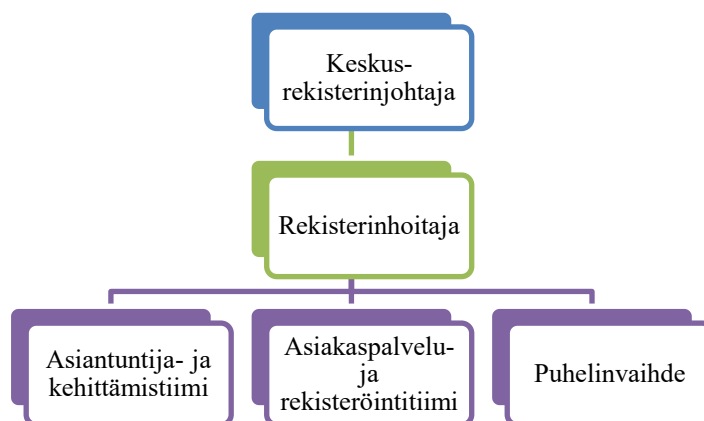 Keskus-
rekisterinjohtaja
Rekisterinhoitaja
Asiantuntija- ja
kehittämistiimi
Asiakaspalvelu-
ja
rekisteröintitiimi
Puhelinvaihde